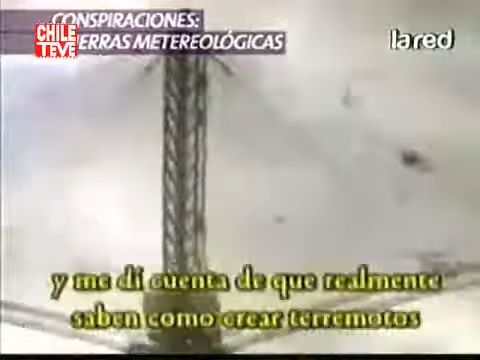 CONSPIRACIONES:
ERRAS METEREOLÓGICAS
CHILE
TEVE
lared
y me dí cuenta de que realmente
saben como crear terremotos